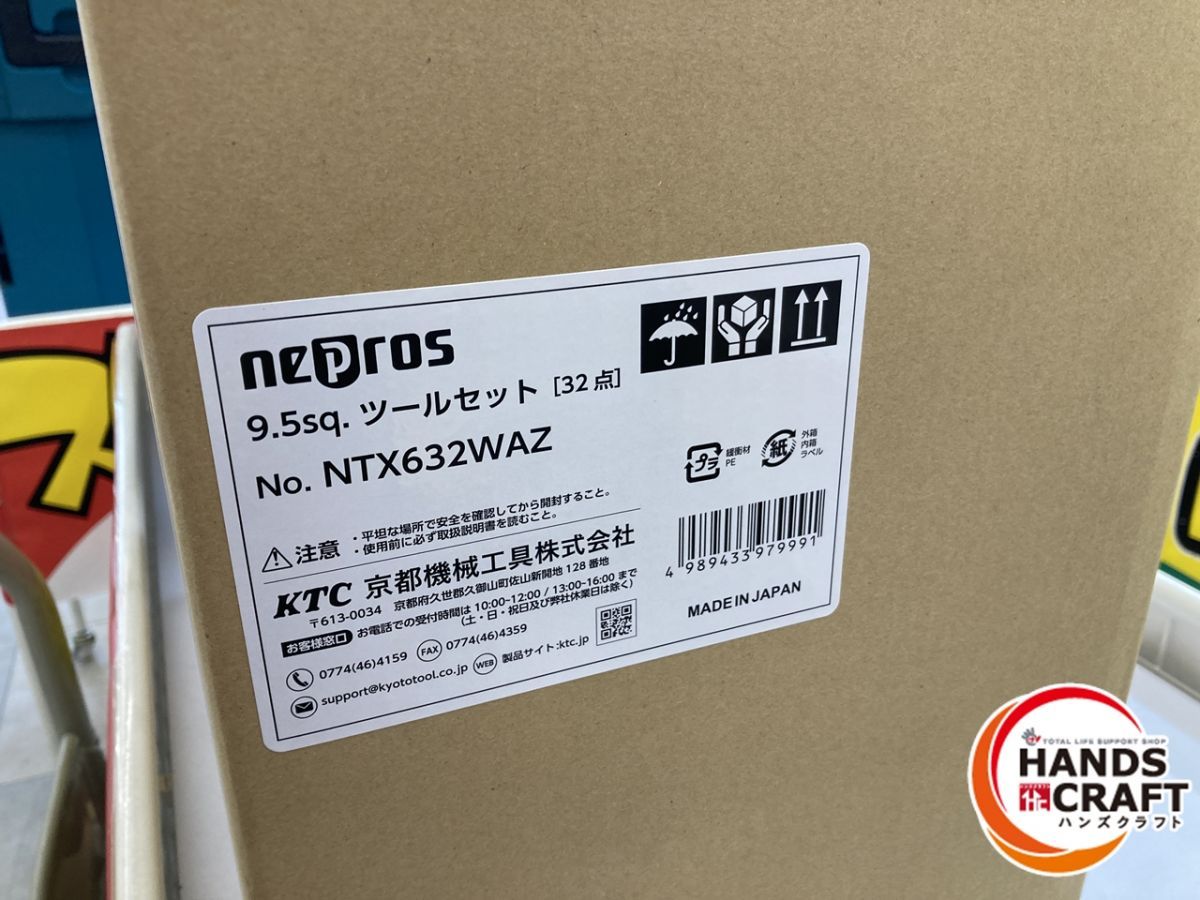 nepros
9.5sq. ツールセット [32 点]
No. NTX632WAZ
注意
・平坦な場所で安全を確認してから開封すること。
・使用前に必ず取扱説明書を読むこと。
KTC 京都機械工具株式会社
〒613-0034 京都府久世郡久御山町佐山新開地 128 番地
お客様窓口 お電話での受付時間は 10:00~12:00 / 13:00~16:00 まで
(土・日・祝日及び弊社休業日は除く)
0774(46)4159 FAX 0774(46)4359
support@kyototool.co.jp WEB 製品サイト:ktc.jp
プラ 緩衝材
PE
紙 外箱
内箱
ラベル
4 989433 979991
MADE IN JAPAN
TOTAL LIFE SUPPORT SHOP
HANDS
CRAFT
ハンズクラフト